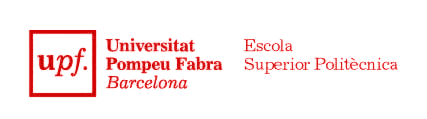 upf.
Universitat
Pompeu Fabra
Barcelona
Escola
Superior Politècnica